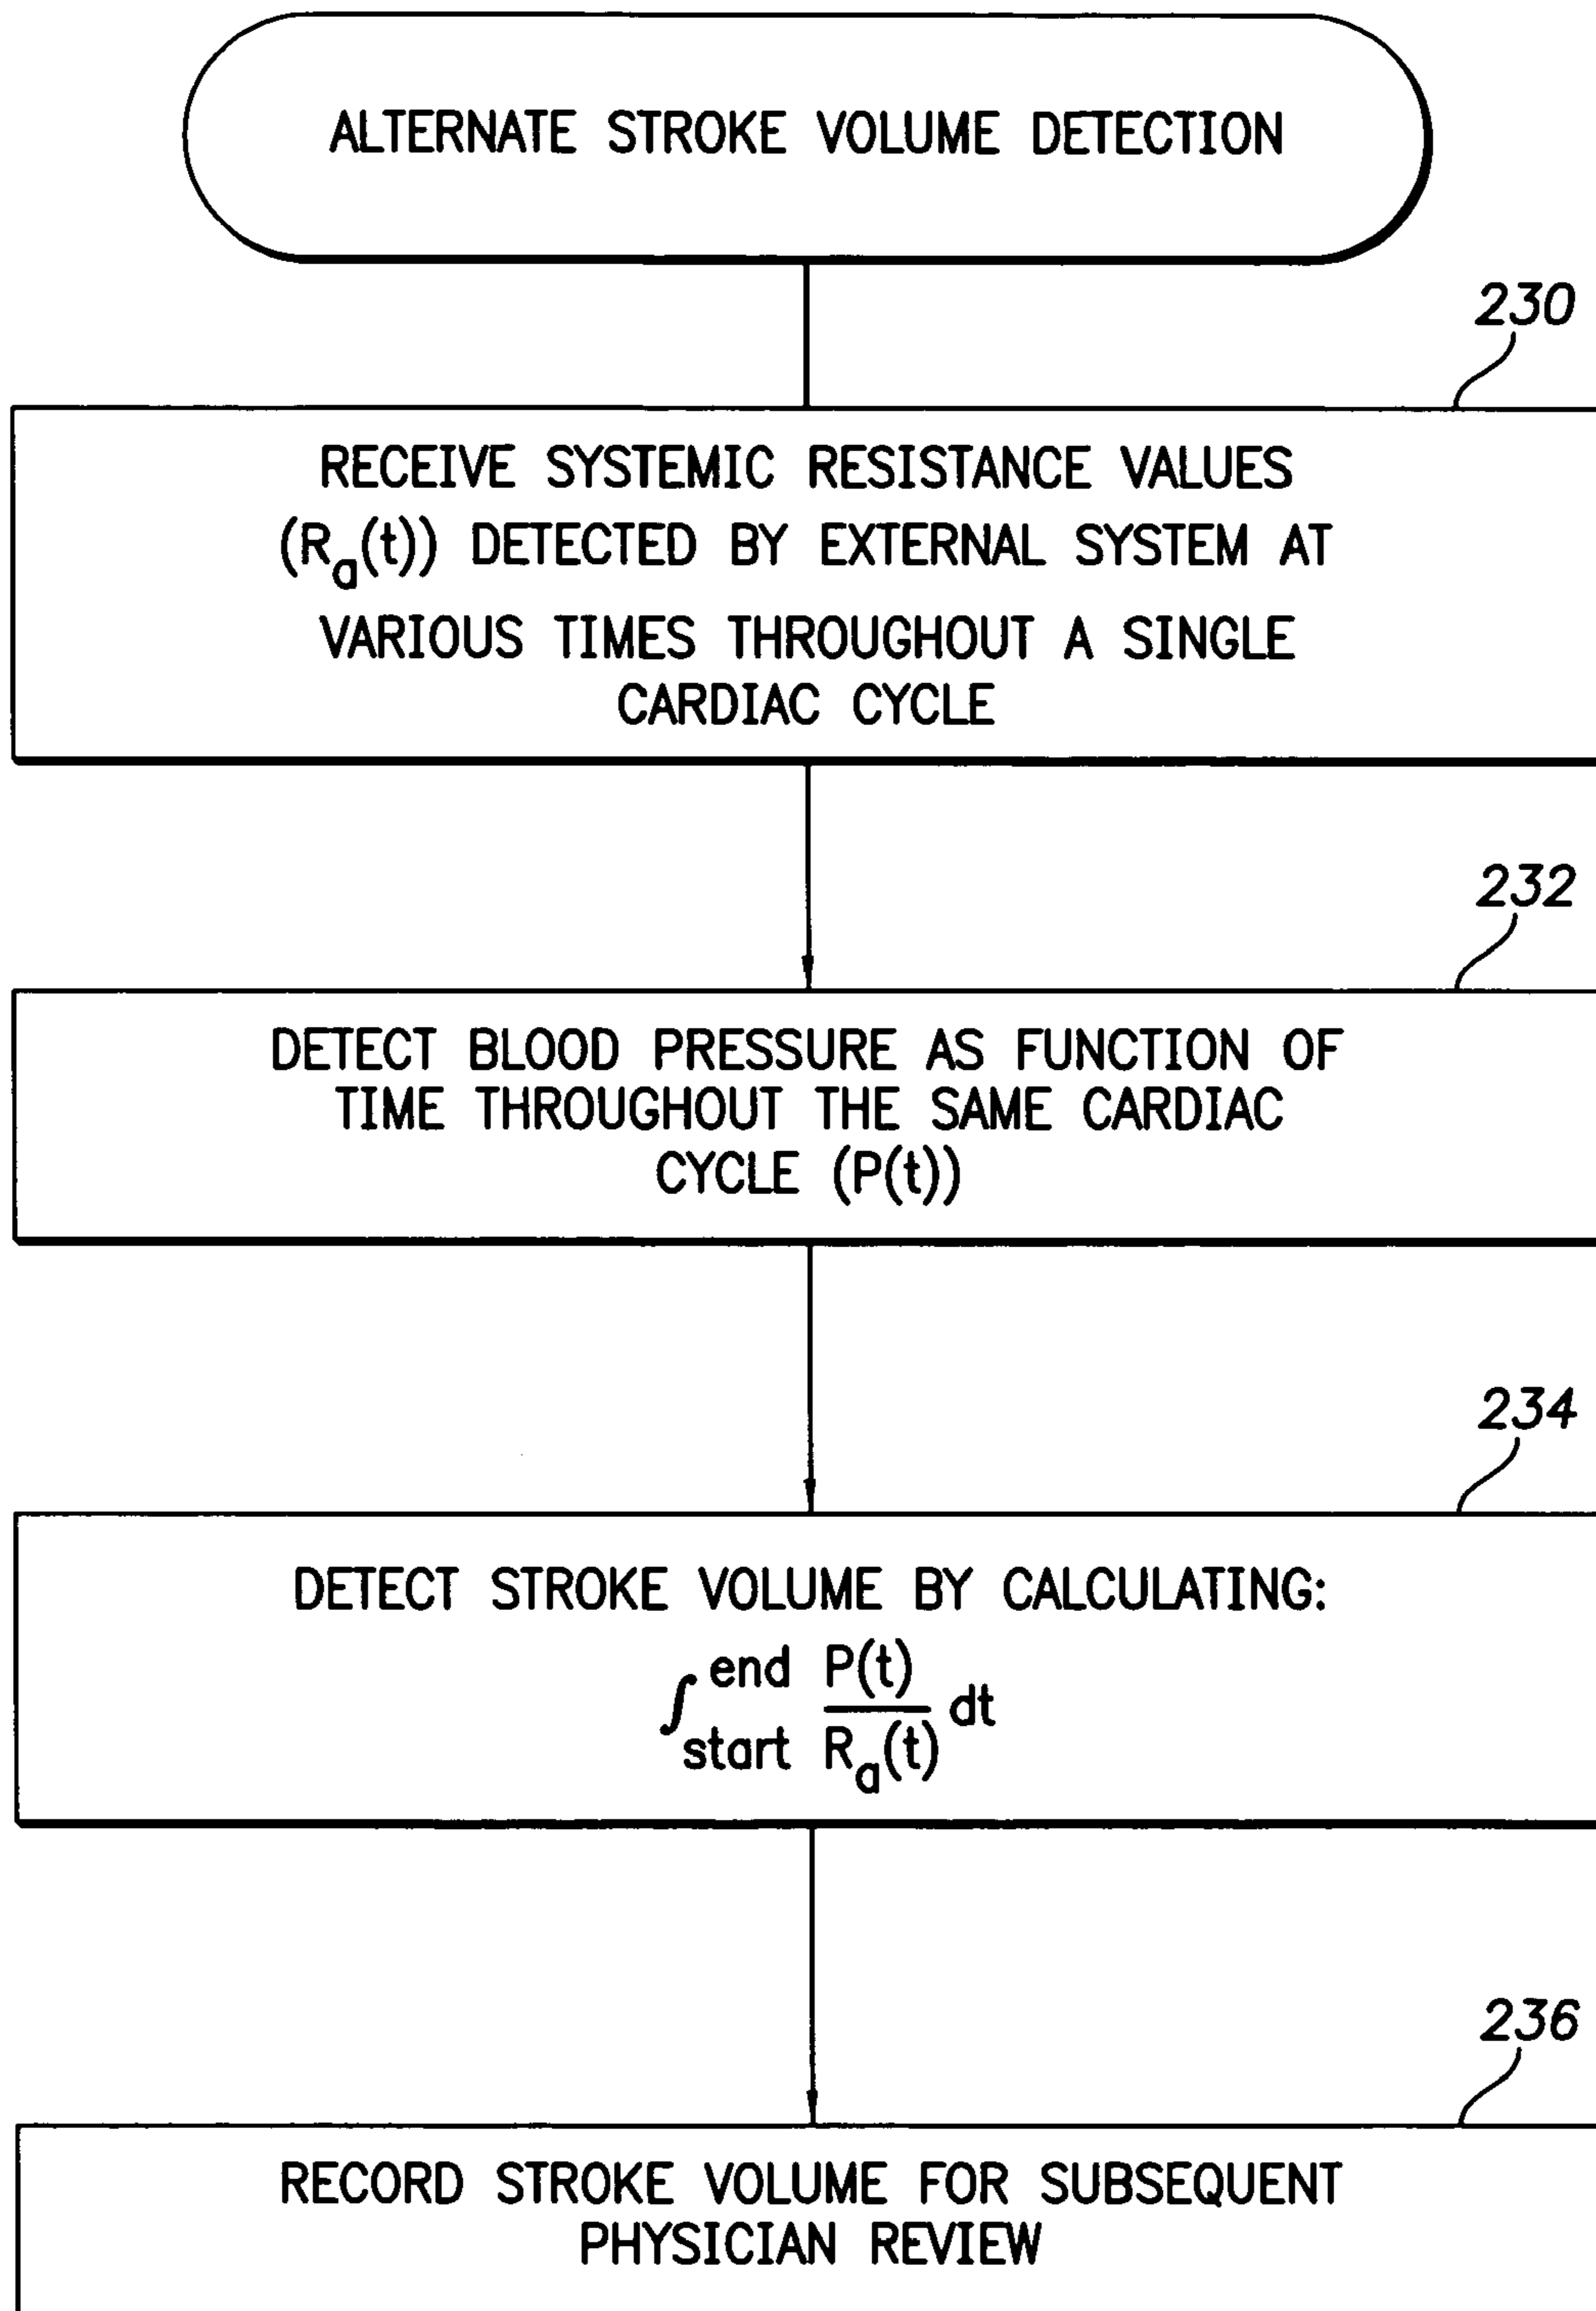 ALTERNATE STROKE VOLUME DETECTION
230
RECEIVE SYSTEMIC RESISTANCE VALUES
(Ra(t)) DETECTED BY EXTERNAL SYSTEM AT
VARIOUS TIMES THROUGHOUT A SINGLE
CARDIAC CYCLE
232
DETECT BLOOD PRESSURE AS FUNCTION OF
TIME THROUGHOUT THE SAME CARDIAC
CYCLE (P(t))
234
DETECT STROKE VOLUME BY CALCULATING:
∫ end P(t)
dt
start Ra(t)
236
RECORD STROKE VOLUME FOR SUBSEQUENT
PHYSICIAN REVIEW